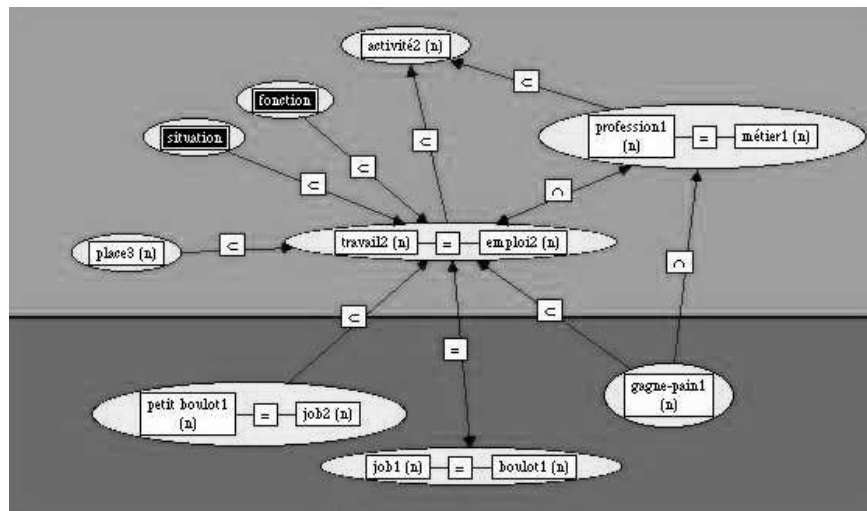 activité2 (n)
⊂
fonction
situation
profession1
(n)
=
métier1 (n)
⊂
⊂
⊂
∩
place3 (n)
⊂
travail2 (n)
=
emploi2 (n)
∩
⊂
⊂
=
petit boulot1
(n)
=
job2 (n)
gagne-pain1
(n)
job1 (n)
=
boulot1 (n)